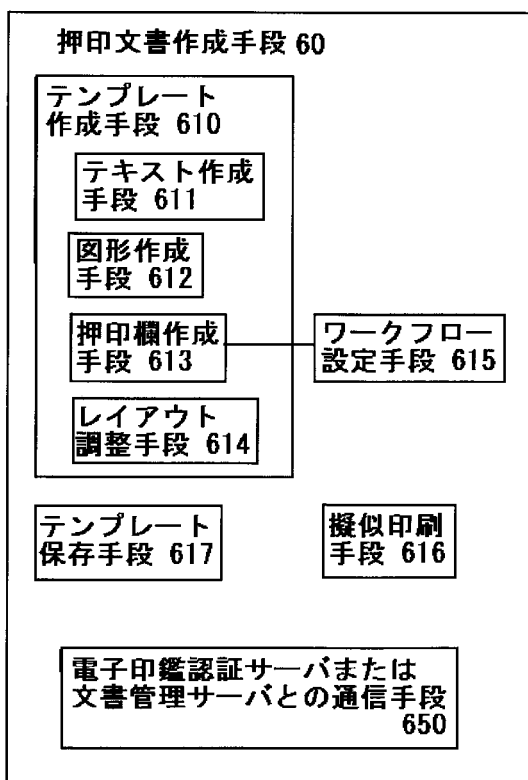 押印文書作成手段 60
テンプレート
作成手段 610
テキスト作成
手段 611
図形作成
手段 612
押印欄作成
手段 613
ワークフロー
設定手段 615
レイアウト
調整手段 614
テンプレート
保存手段 617
擬似印刷
手段 616
電子印鑑認証サーバまたは
文書管理サーバとの通信手段
650